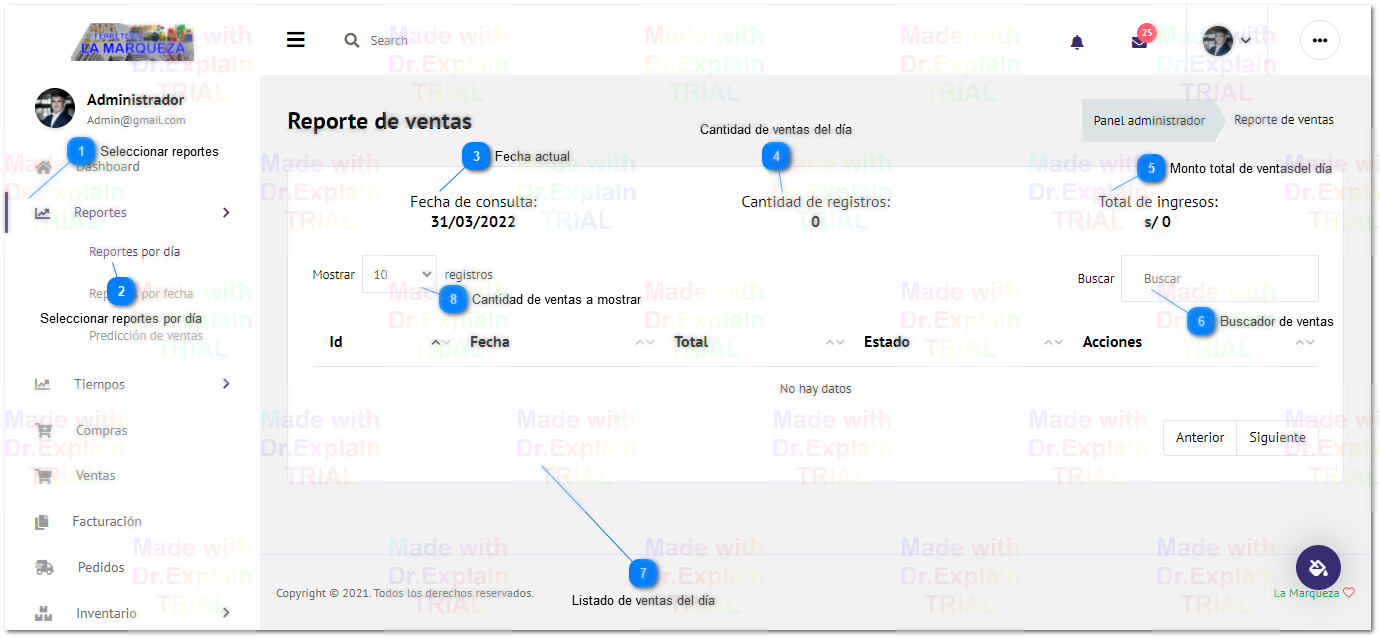 FERRETERIA
LA MARQUEZA
Search
25
Administrador
Admin@gmail.com
1 Seleccionar reportes
Dashboard
Reportes
Reportes por día
2
Reportes por fecha
Seleccionar reportes por día
Predicción de ventas
Tiempos
Compras
Ventas
Facturación
Pedidos
Inventario
Reporte de ventas
Panel administrador
Reporte de ventas
3 Fecha actual
Cantidad de ventas del día
4
5 Monto total de ventasdel día
Fecha de consulta:
31/03/2022
Cantidad de registros:
0
Total de ingresos:
s/ 0
Mostrar 10 registros
8 Cantidad de ventas a mostrar
Buscar Buscar
6 Buscador de ventas
Id Fecha Total Estado Acciones
No hay datos
Anterior Siguiente
7
Listado de ventas del día
Copyright © 2021. Todos los derechos reservados.
La Marqueza
Made with
Dr.Explain
TRIAL